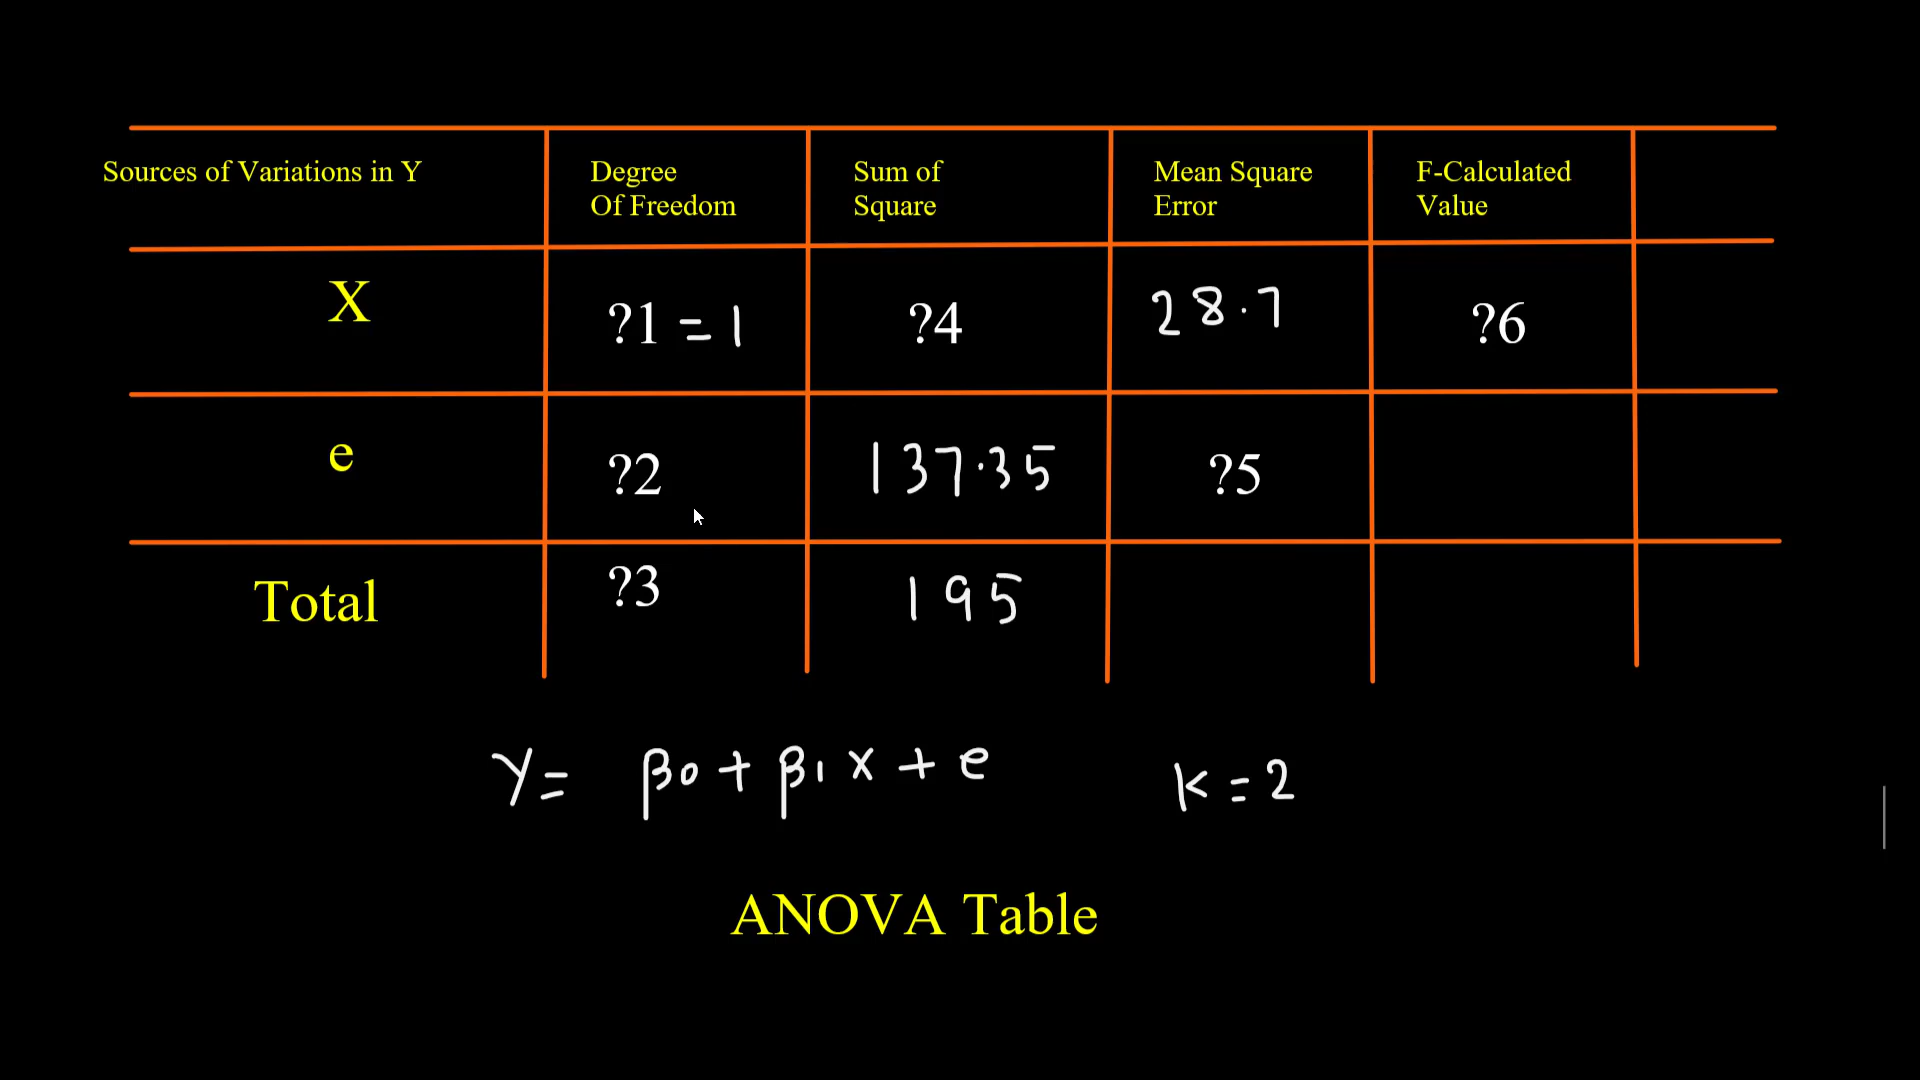 Sources of Variations in Y
Degree
Of Freedom
Sum of
Square
Mean Square
Error
F-Calculated
Value
X
?1 = 1
?4
28.7
?6
e
?2
137.35
?5
Total
?3
195
Y = β0 + β1 x + e
K = 2
ANOVA Table